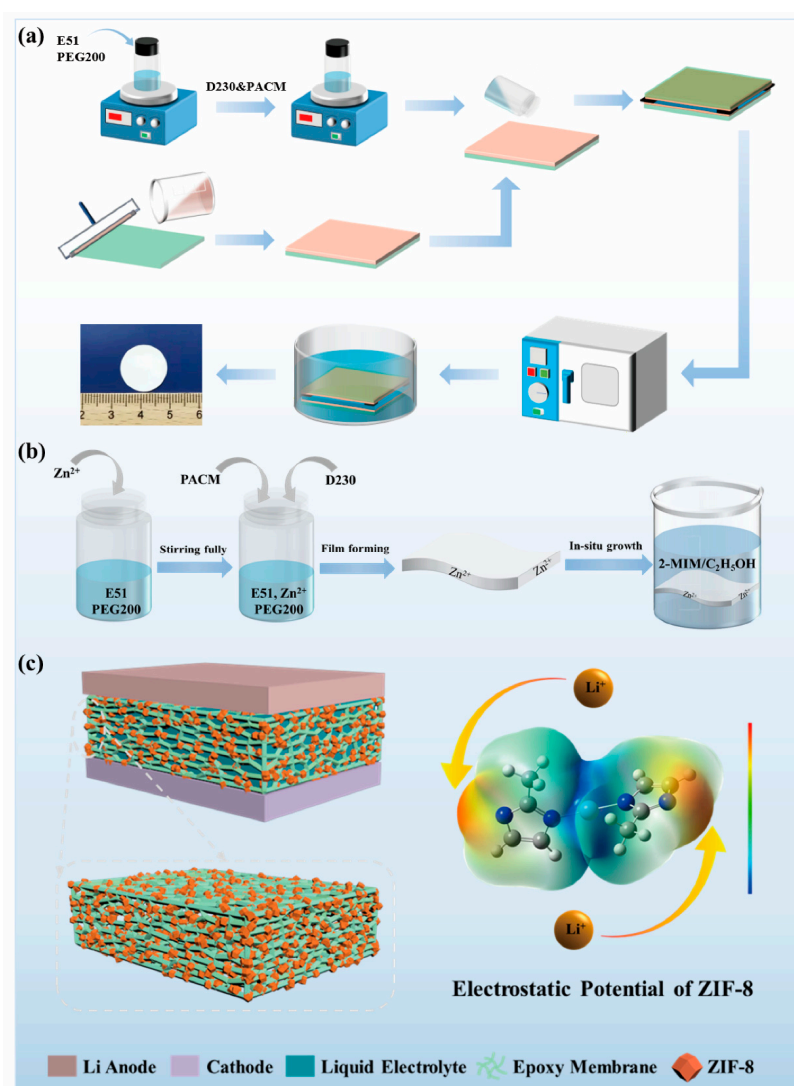 (a)
E51
PEG200
D230&PACM
2 3 4 5 6
(b)
Zn²⁺
PACM
D230
Stirring fully
Film forming
In-situ growth
E51
PEG200
E51, Zn²⁺
PEG200
Zn²⁺
Zn²⁺
2-MIM/C₂H₅OH
Zn²⁺
Zn²⁺
(c)
Li⁺
Li⁺
Electrostatic Potential of ZIF-8
Li Anode
Cathode
Liquid Electrolyte
Epoxy Membrane
ZIF-8